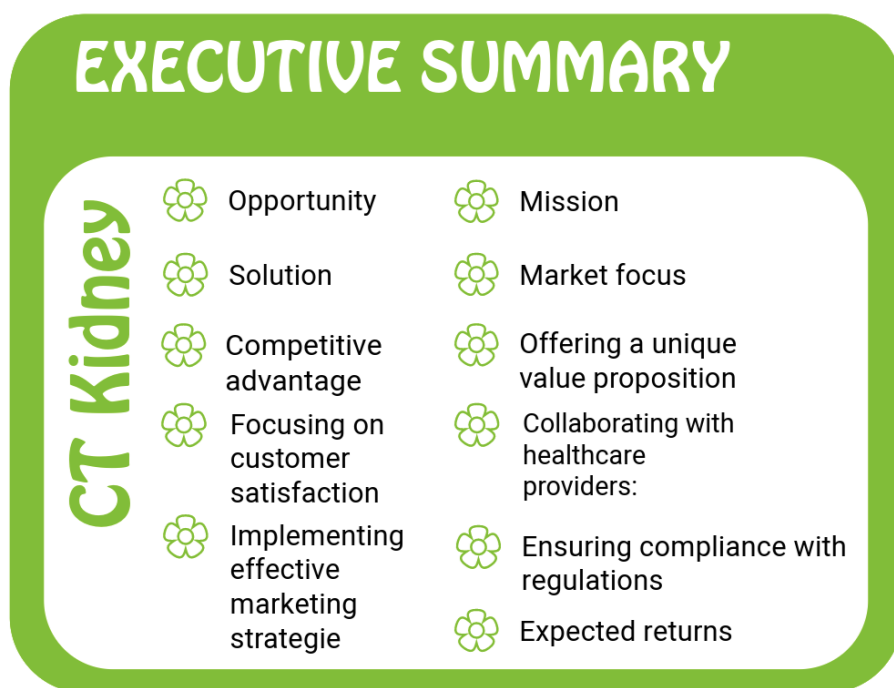 EXECUTIVE SUMMARY
CT Kidney
Opportunity
Solution
Competitive
advantage
Focusing on
customer
satisfaction
Implementing
effective
marketing
strategie
Mission
Market focus
Offering a unique
value proposition
Collaborating with
healthcare
providers:
Ensuring compliance with
regulations
Expected returns